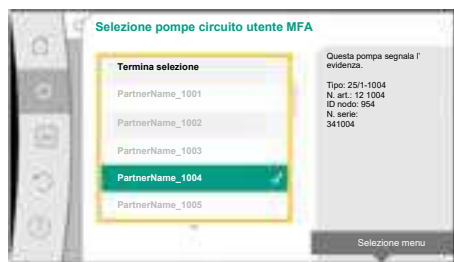 Selezione pompe circuito utente MFA
Termina selezione
PartnerName_1001
PartnerName_1002
PartnerName_1003
PartnerName_1004
PartnerName_1005
Questa pompa segnala l'
evidenza.
Tipo: 25/1-1004
N. art.: 12 1004
ID nodo: 954
N. serie:
341004
Selezione menu